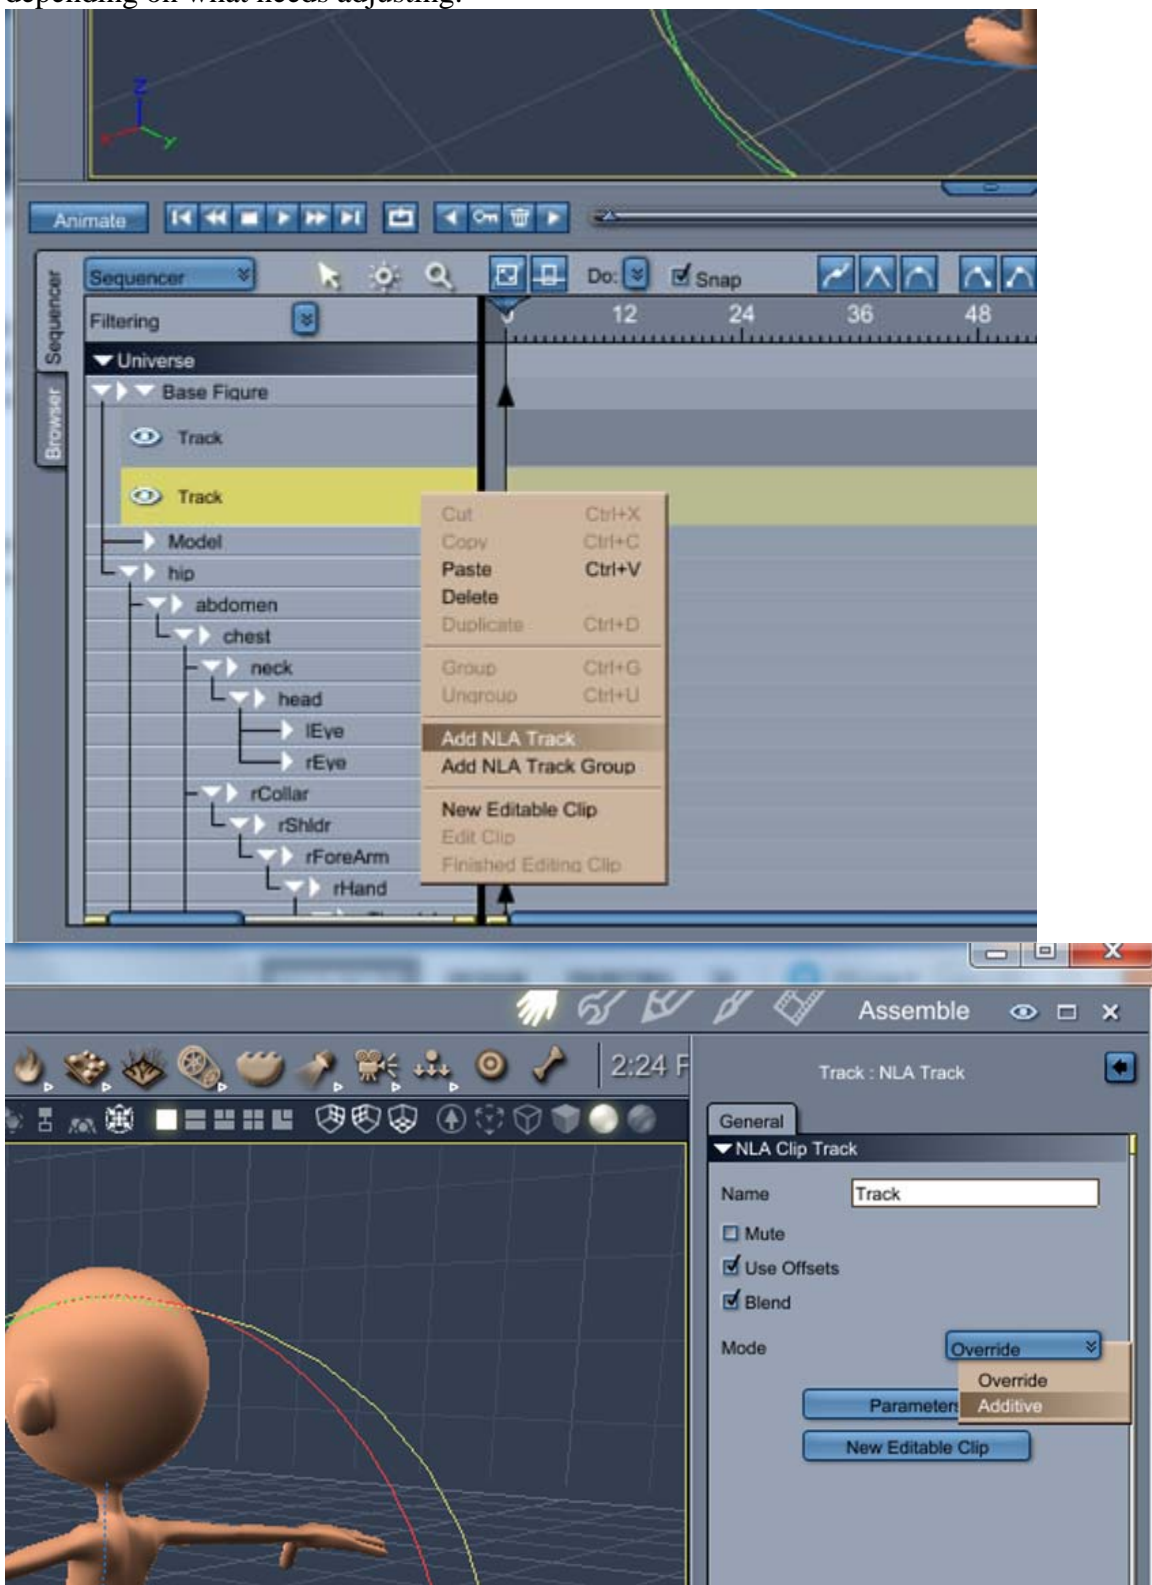 depending on what needs adjusting.
Z
Animate
Sequencer Do: Snap
Filtering 0 12 24 36 48
Sequencer
Browser
Universe
Base Figure
Track
Track
Model
hip
abdomen
chest
neck
head
lEye
rEye
rCollar
rShldr
rForeArm
rHand
Cut Ctrl+X
Copy Ctrl+C
Paste Ctrl+V
Delete
Duplicate Ctrl+D
Group Ctrl+G
Ungroup Ctrl+U
Add NLA Track
Add NLA Track Group
New Editable Clip
Edit Clip
Finished Editing Clip
Assemble
2:24 F
Track : NLA Track
General
NLA Clip Track
Name Track
Mute
Use Offsets
Blend
Mode Override
Override
Additive
Parameters
New Editable Clip